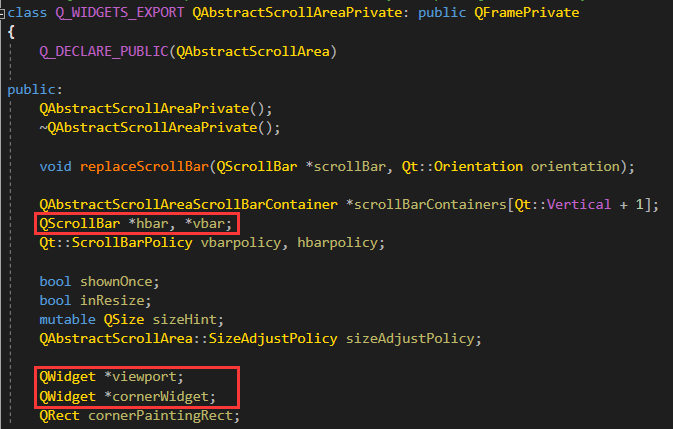 class Q_WIDGETS_EXPORT QAbstractScrollAreaPrivate: public QFramePrivate
{
Q_DECLARE_PUBLIC(QAbstractScrollArea)
public:
QAbstractScrollAreaPrivate();
~QAbstractScrollAreaPrivate();
void replaceScrollBar(QScrollBar *scrollBar, Qt::Orientation orientation);
QAbstractScrollAreaScrollBarContainer *scrollBarContainers[Qt::Vertical + 1];
QScrollBar *hbar, *vbar;
Qt::ScrollBarPolicy vbarpolicy, hbarpolicy;
bool shownOnce;
bool inResize;
mutable QSize sizeHint;
QAbstractScrollArea::SizeAdjustPolicy sizeAdjustPolicy;
QWidget *viewport;
QWidget *cornerWidget;
QRect cornerPaintingRect;